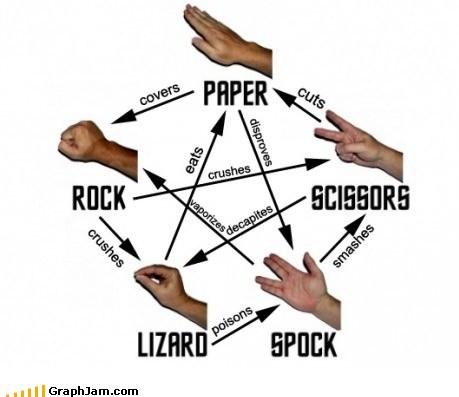 covers
PAPER
cuts
eats
disproves
crushes
ROCK
SCISSORS
vaporizes
decapites
crushes
smashes
poisons
LIZARD
SPOCK
GraphJam.com